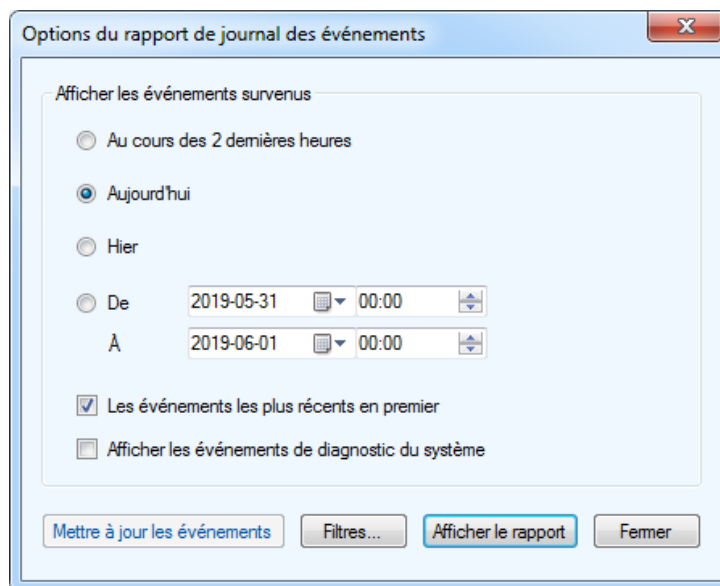 Options du rapport de journal des événements
Afficher les événements survenus
Au cours des 2 dernières heures
Aujourd'hui
Hier
De 2019-05-31 00:00
À 2019-06-01 00:00
Les événements les plus récents en premier
Afficher les événements de diagnostic du système
Mettre à jour les événements Filtres... Afficher le rapport Fermer